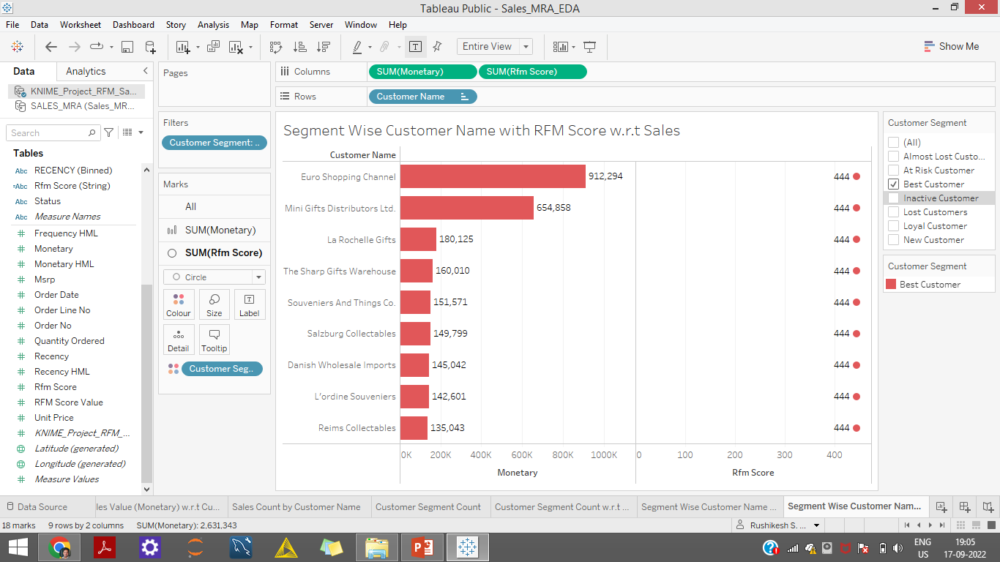 Tableau Public - Sales_MRA_EDA
File Data Worksheet Dashboard Story Analysis Map Format Server Window Help
Entire View
Show Me
Data Analytics
KNIME_Project_RFM_Sa...
SALES_MRA (Sales_MR...
Search
Tables
Abc RECENCY (Binned)
=Abc Rfm Score (String)
Abc Status
Abc Measure Names
# Frequency HML
# Monetary
# Monetary HML
# Msrp
# Order Date
# Order Line No
# Order No
# Quantity Ordered
# Recency
# Recency HML
# Rfm Score
# RFM Score Value
# Unit Price
# KNIME_Project_RFM_...
Latitude (generated)
Longitude (generated)
# Measure Values
Pages
Filters
Customer Segment: ..
Marks
All
SUM(Monetary)
SUM(Rfm Score)
Circle
Colour Size Label
Detail Tooltip
Customer Seg..
Columns SUM(Monetary) SUM(Rfm Score)
Rows Customer Name
Segment Wise Customer Name with RFM Score w.r.t Sales
Customer Name
Euro Shopping Channel 912,294 444
Mini Gifts Distributors Ltd. 654,858 444
La Rochelle Gifts 180,125 444
The Sharp Gifts Warehouse 160,010 444
Souveniers And Things Co. 151,571 444
Salzburg Collectables 149,799 444
Danish Wholesale Imports 145,042 444
L'ordine Souveniers 142,601 444
Reims Collectables 135,043 444
0K 200K 400K 600K 800K 1000K 0 100 200 300 400
Monetary Rfm Score
Customer Segment
(All)
Almost Lost Custo...
At Risk Customer
Best Customer
Inactive Customer
Lost Customers
Loyal Customer
New Customer
Customer Segment
Best Customer
Data Source les Value (Monetary) w.r.t Cu... Sales Count by Customer Name Customer Segment Count Customer Segment Count w.r.t ... Segment Wise Customer Name ... Segment Wise Customer Nam...
18 marks 9 rows by 2 columns SUM(Monetary): 2,631,343 Rushikesh S. ...
ENG 19:05
US 17-09-2022